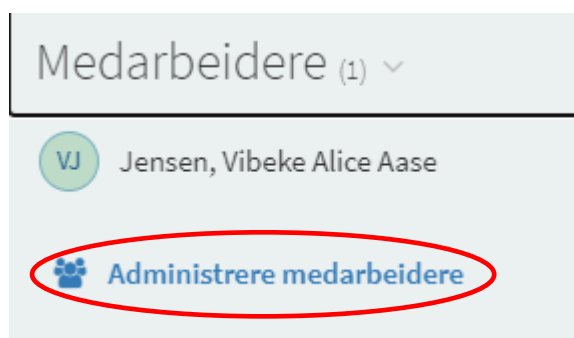 Medarbeidere (1)
VJ Jensen, Vibeke Alice Aase
Administrere medarbeidere